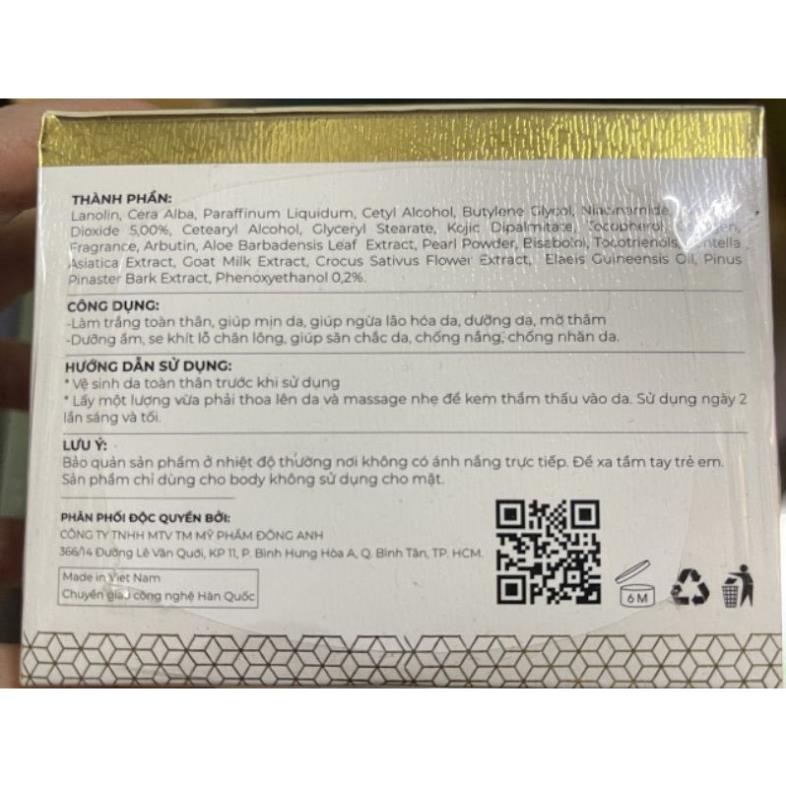 THÀNH PHẦN:
Lanolin, Cera Alba, Paraffinum Liquidum, Cetyl Alcohol, Butylene Glycol, Niacinamide,
Dioxide 5,00%, Cetearyl Alcohol, Glyceryl Stearate, Kojic Dipalmitate, Tocopherol,
Fragrance, Arbutin, Aloe Barbadensis Leaf Extract, Pearl Powder, Bisabolol, Tocotrienols, Centella
Asiatica Extract, Goat Milk Extract, Crocus Sativus Flower Extract, Elaeis Guineensis Oil, Pinus
Pinaster Bark Extract, Phenoxyethanol 0,2%.
CÔNG DỤNG:
-Làm trắng toàn thân, giúp mịn da, giúp ngừa lão hóa da, dưỡng da, mờ thâm
-Dưỡng ẩm, se khít lỗ chân lông, giúp săn chắc da, chống nắng, chống nhăn da.
HƯỚNG DẪN SỬ DỤNG:
* Vệ sinh da toàn thân trước khi sử dụng
* Lấy một lượng vừa phải thoa lên da và massage nhẹ để kem thẩm thấu vào da. Sử dụng ngày 2
lần sáng và tối.
LƯU Ý:
Bảo quản sản phẩm ở nhiệt độ thường nơi không có ánh nắng trực tiếp. Để xa tầm tay trẻ em.
Sản phẩm chỉ dùng cho body không sử dụng cho mặt.
PHÂN PHỐI ĐỘC QUYỀN BỞI:
CÔNG TY TNHH MTV TM MỸ PHẨM ĐÔNG ANH
366/14 Đường Lê Văn Quới, KP 11, P. Bình Hưng Hòa A, Q. Bình Tân, TP. HCM.
Made in Viet Nam
Chuyển giao công nghệ Hàn Quốc
6M